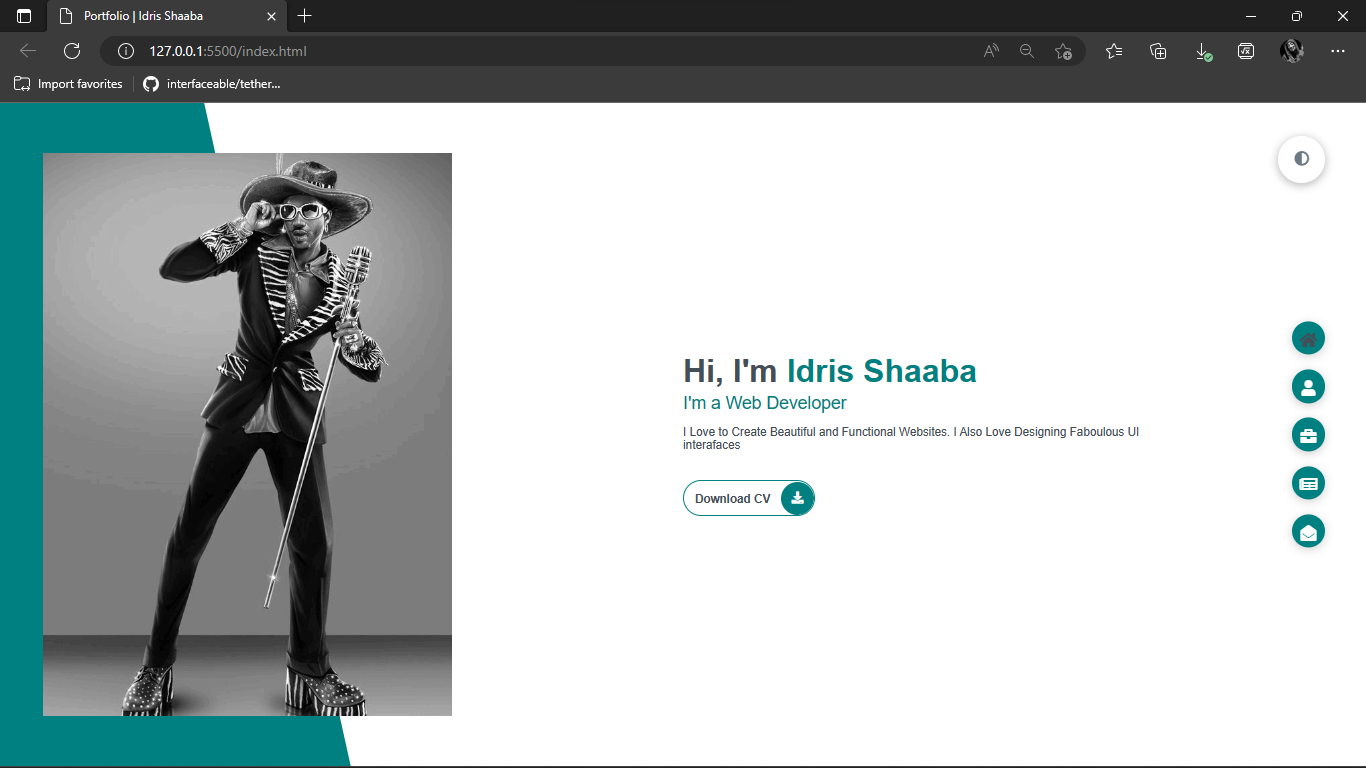 Portfolio | Idris Shaaba
127.0.0.1:5500/index.html
Import favorites
interfaceable/tether...
Hi, I'm Idris Shaaba
I'm a Web Developer
I Love to Create Beautiful and Functional Websites. I Also Love Designing Faboulous UI
interafaces
Download CV